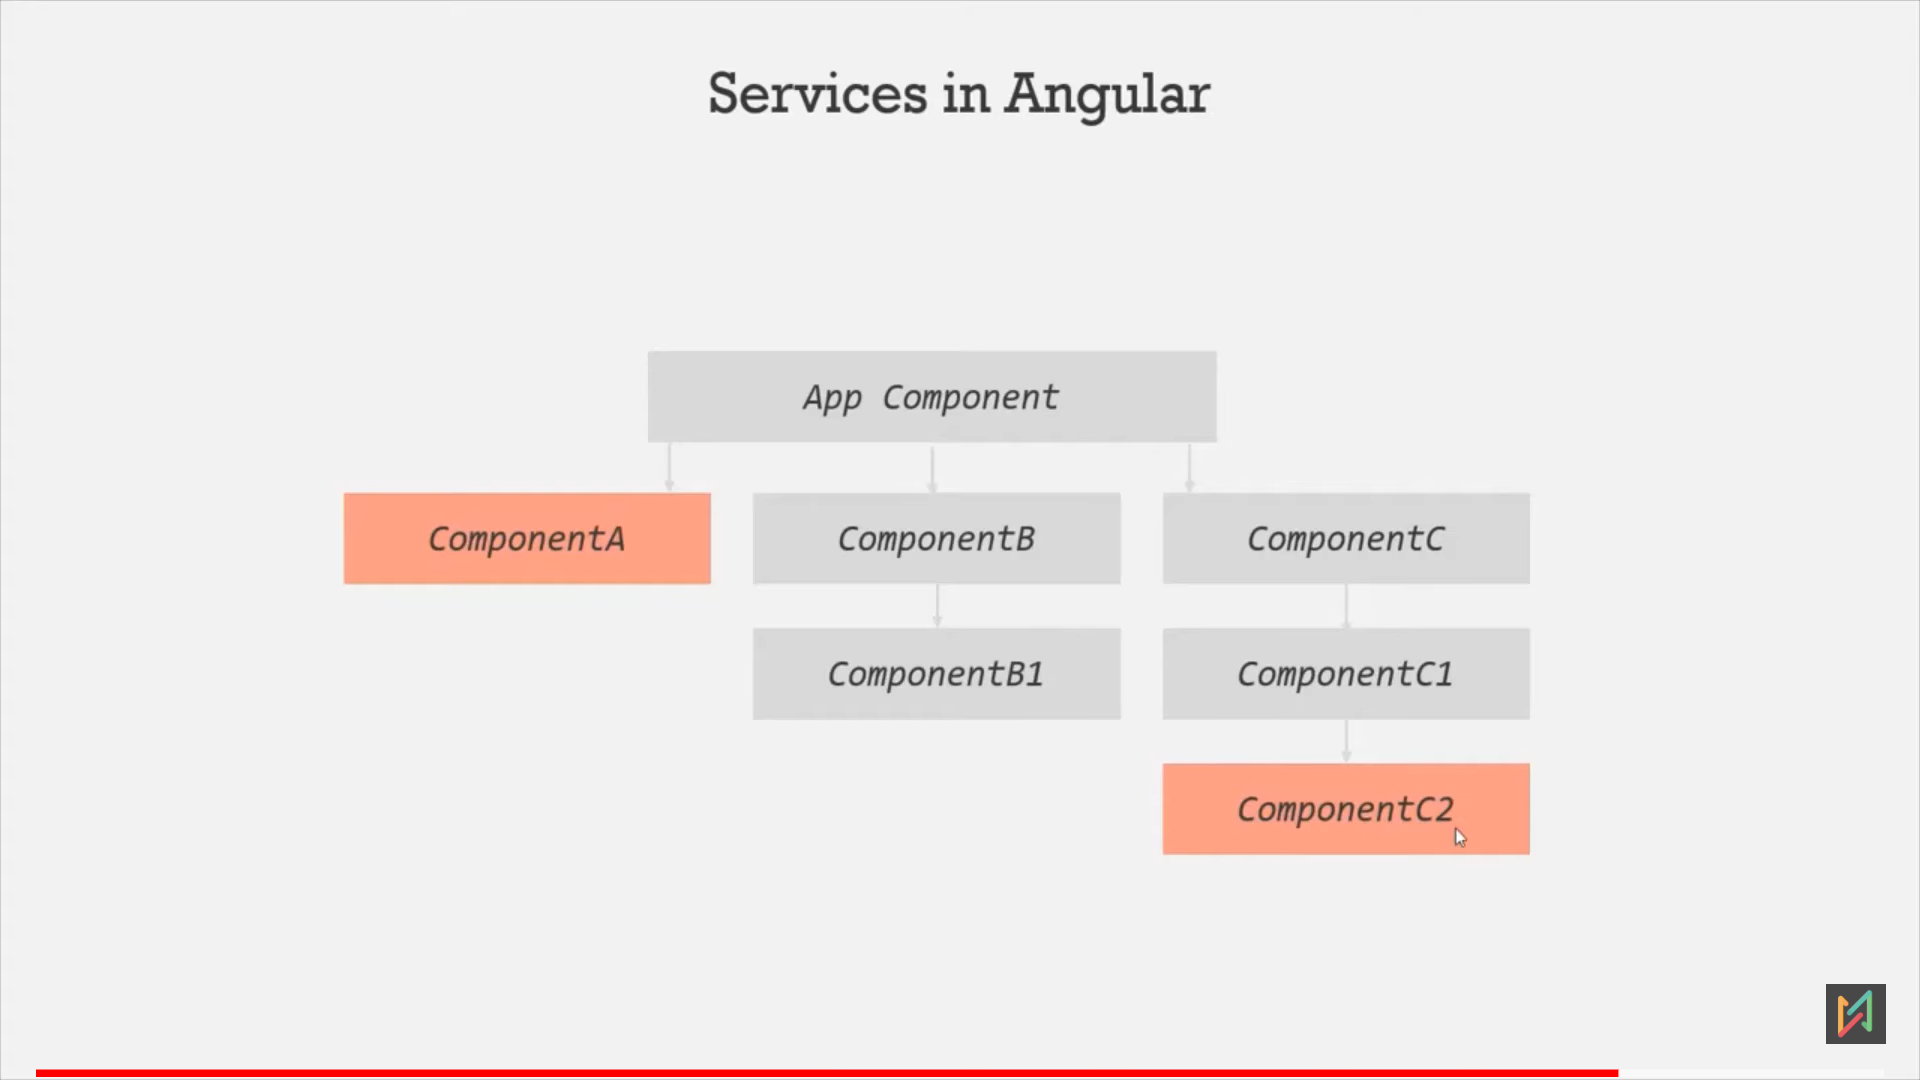 Services in Angular
App Component
ComponentA
ComponentB
ComponentC
ComponentB1
ComponentC1
ComponentC2